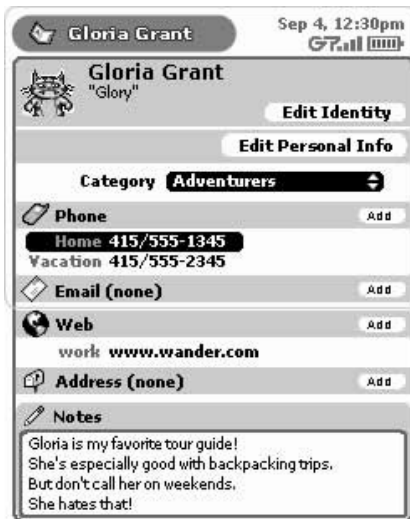 Gloria Grant
Sep 4, 12:30pm
G7
Gloria Grant
"Glory"
Edit Identity
Edit Personal Info
Category Adventurers
Phone Add
Home 415/555-1345
Vacation 415/555-2345
Email (none) Add
Web Add
work www.wander.com
Address (none) Add
Notes
Gloria is my favorite tour guide!
She's especially good with backpacking trips.
But don't call her on weekends.
She hates that!